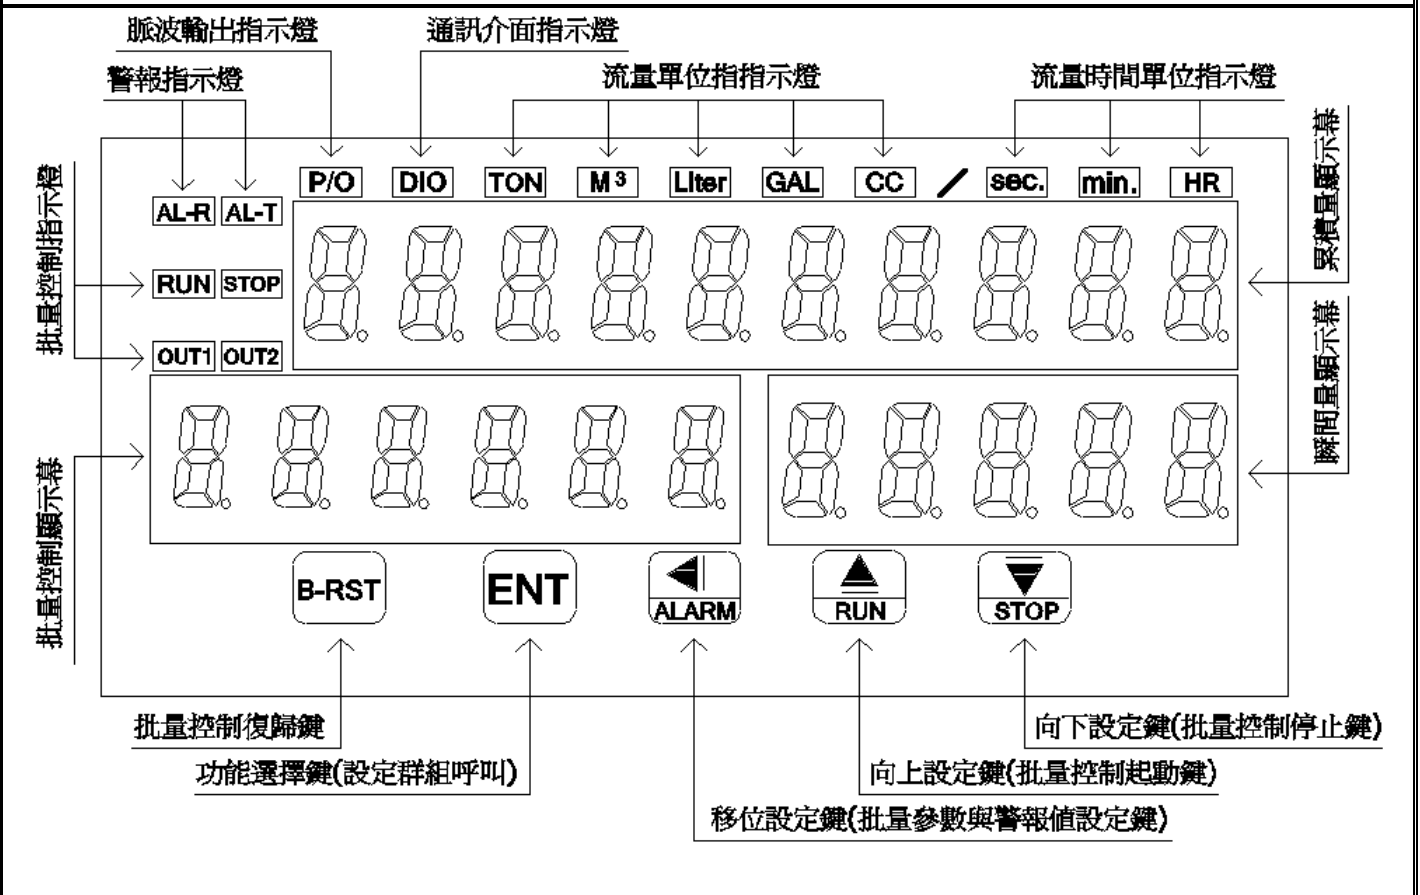 脈波輸出指示燈
通訊介面指示燈
警報指示燈
流量單位指指示燈
流量時間單位指示燈
P/O DIO TON M³ Liter GAL CC / sec. min. HR
AL-R AL-T
RUN STOP
OUT1 OUT2
批量控制指示橙
批量控制顯示幕
累積量顯示幕
瞬間量顯示幕
B-RST
ENT
ALARM
RUN
STOP
批量控制復歸鍵
功能選擇鍵(設定群組呼叫)
移位設定鍵(批量參數與警報值設定鍵)
向上設定鍵(批量控制起動鍵)
向下設定鍵(批量控制停止鍵)